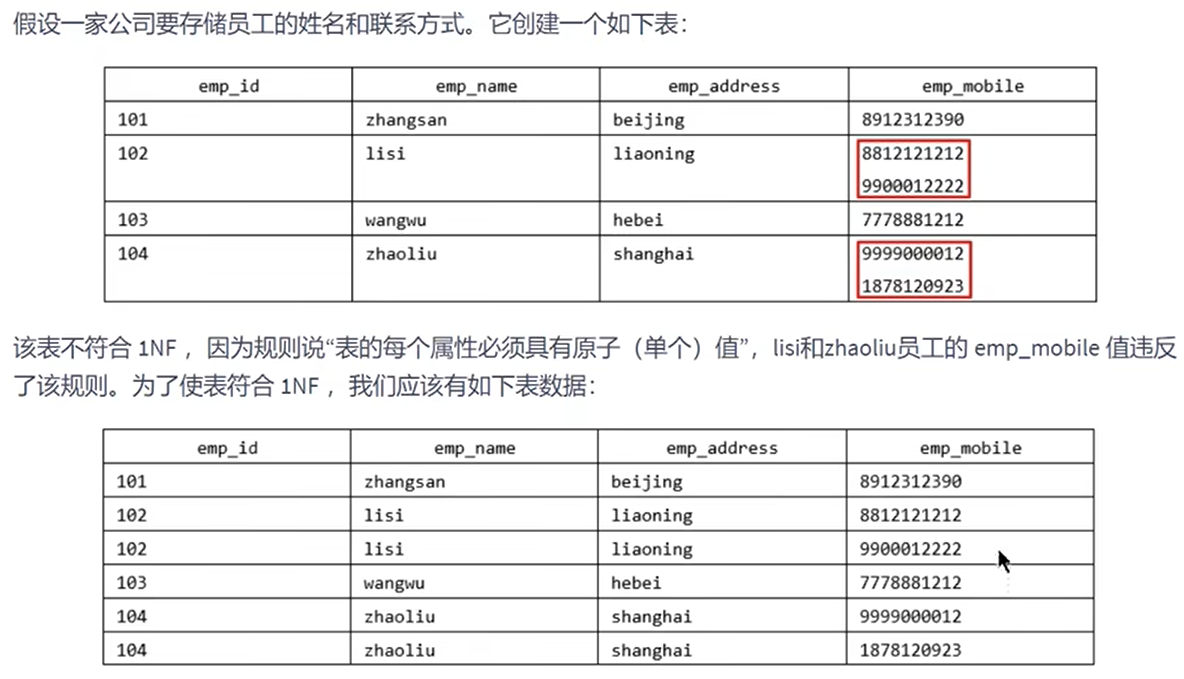 假设一家公司要存储员工的姓名和联系方式。它创建一个如下表：
emp_id emp_name emp_address emp_mobile
101 zhangsan beijing 8912312390
102 lisi liaoning 8812121212
9900012222
103 wangwu hebei 7778881212
104 zhaoliu shanghai 9999000012
1878120923
该表不符合 1NF ，因为规则说“表的每个属性必须具有原子（单个）值”，lisi和zhaoliu员工的 emp_mobile 值违反
了该规则。为了使表符合 1NF ，我们应该有如下表数据：
emp_id emp_name emp_address emp_mobile
101 zhangsan beijing 8912312390
102 lisi liaoning 8812121212
102 lisi liaoning 9900012222
103 wangwu hebei 7778881212
104 zhaoliu shanghai 9999000012
104 zhaoliu shanghai 1878120923